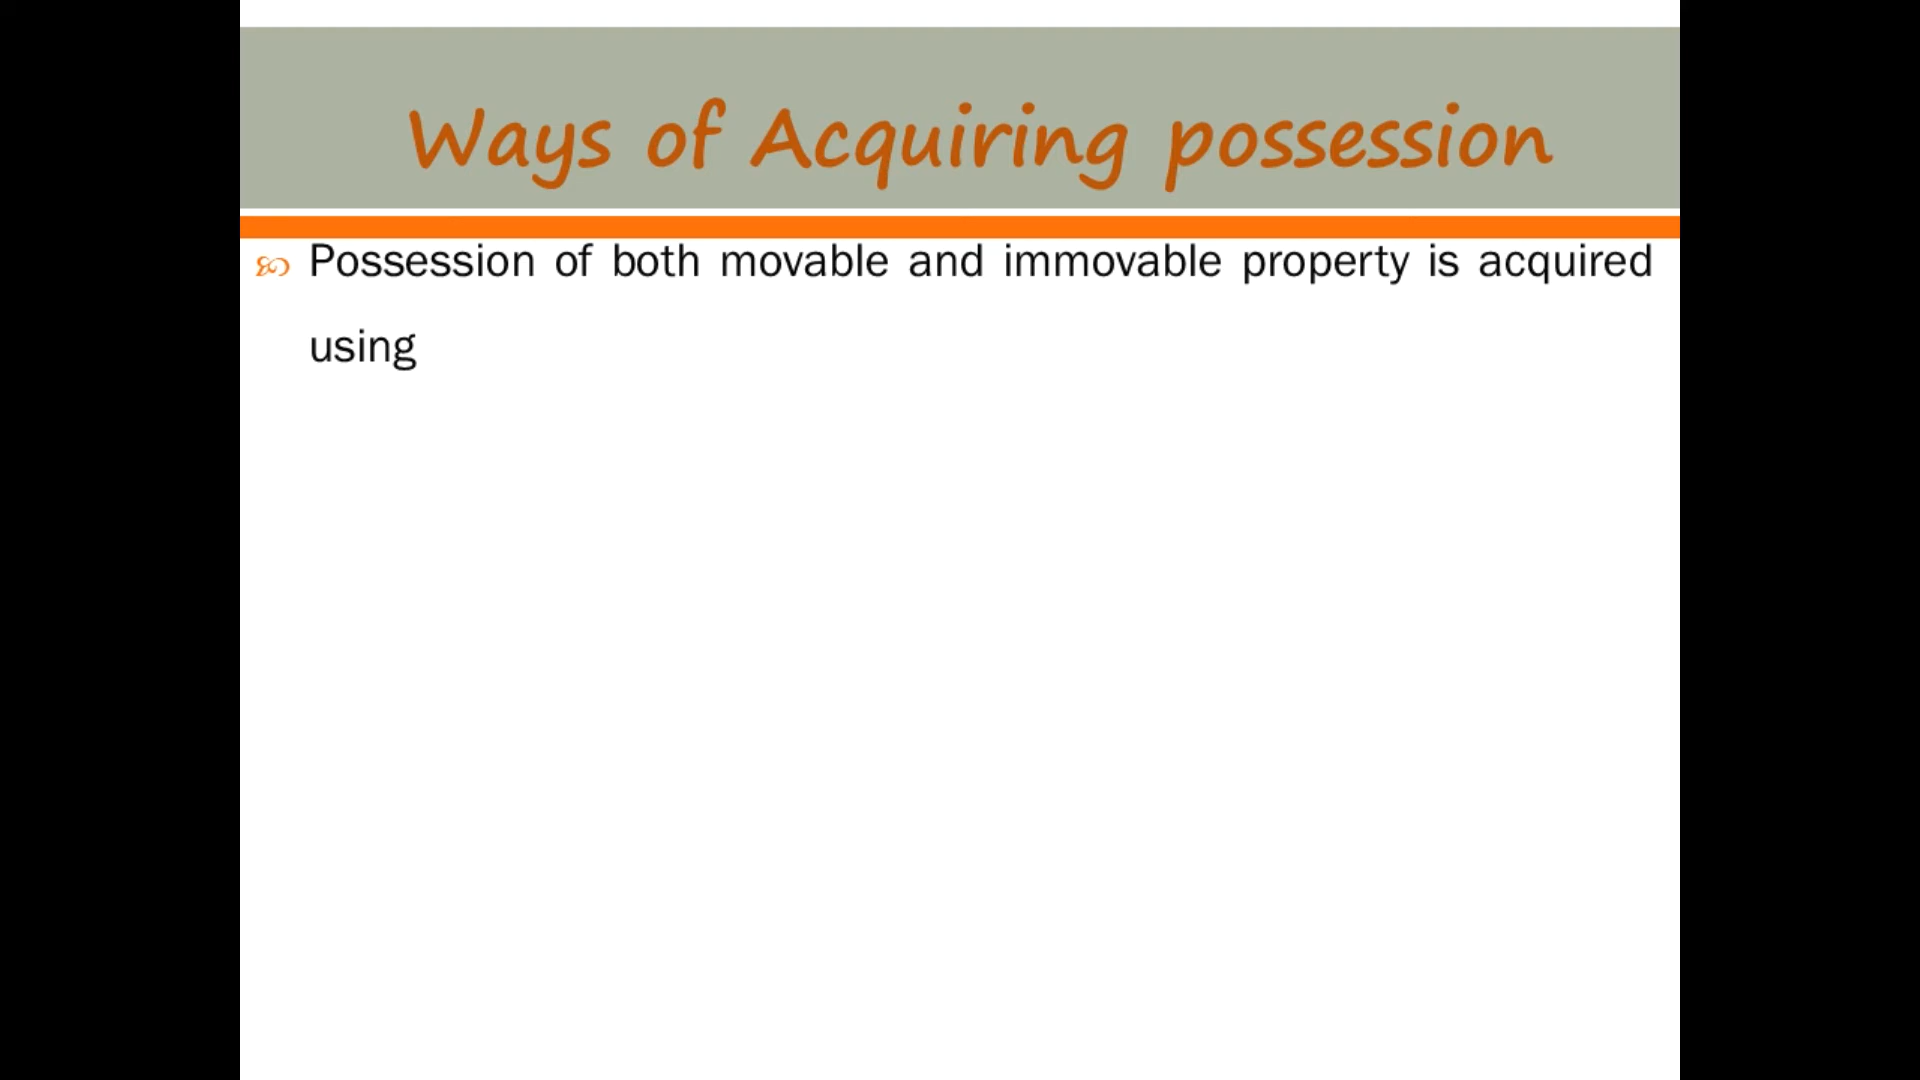 Ways of Acquiring possession
Possession of both movable and immovable property is acquired
using